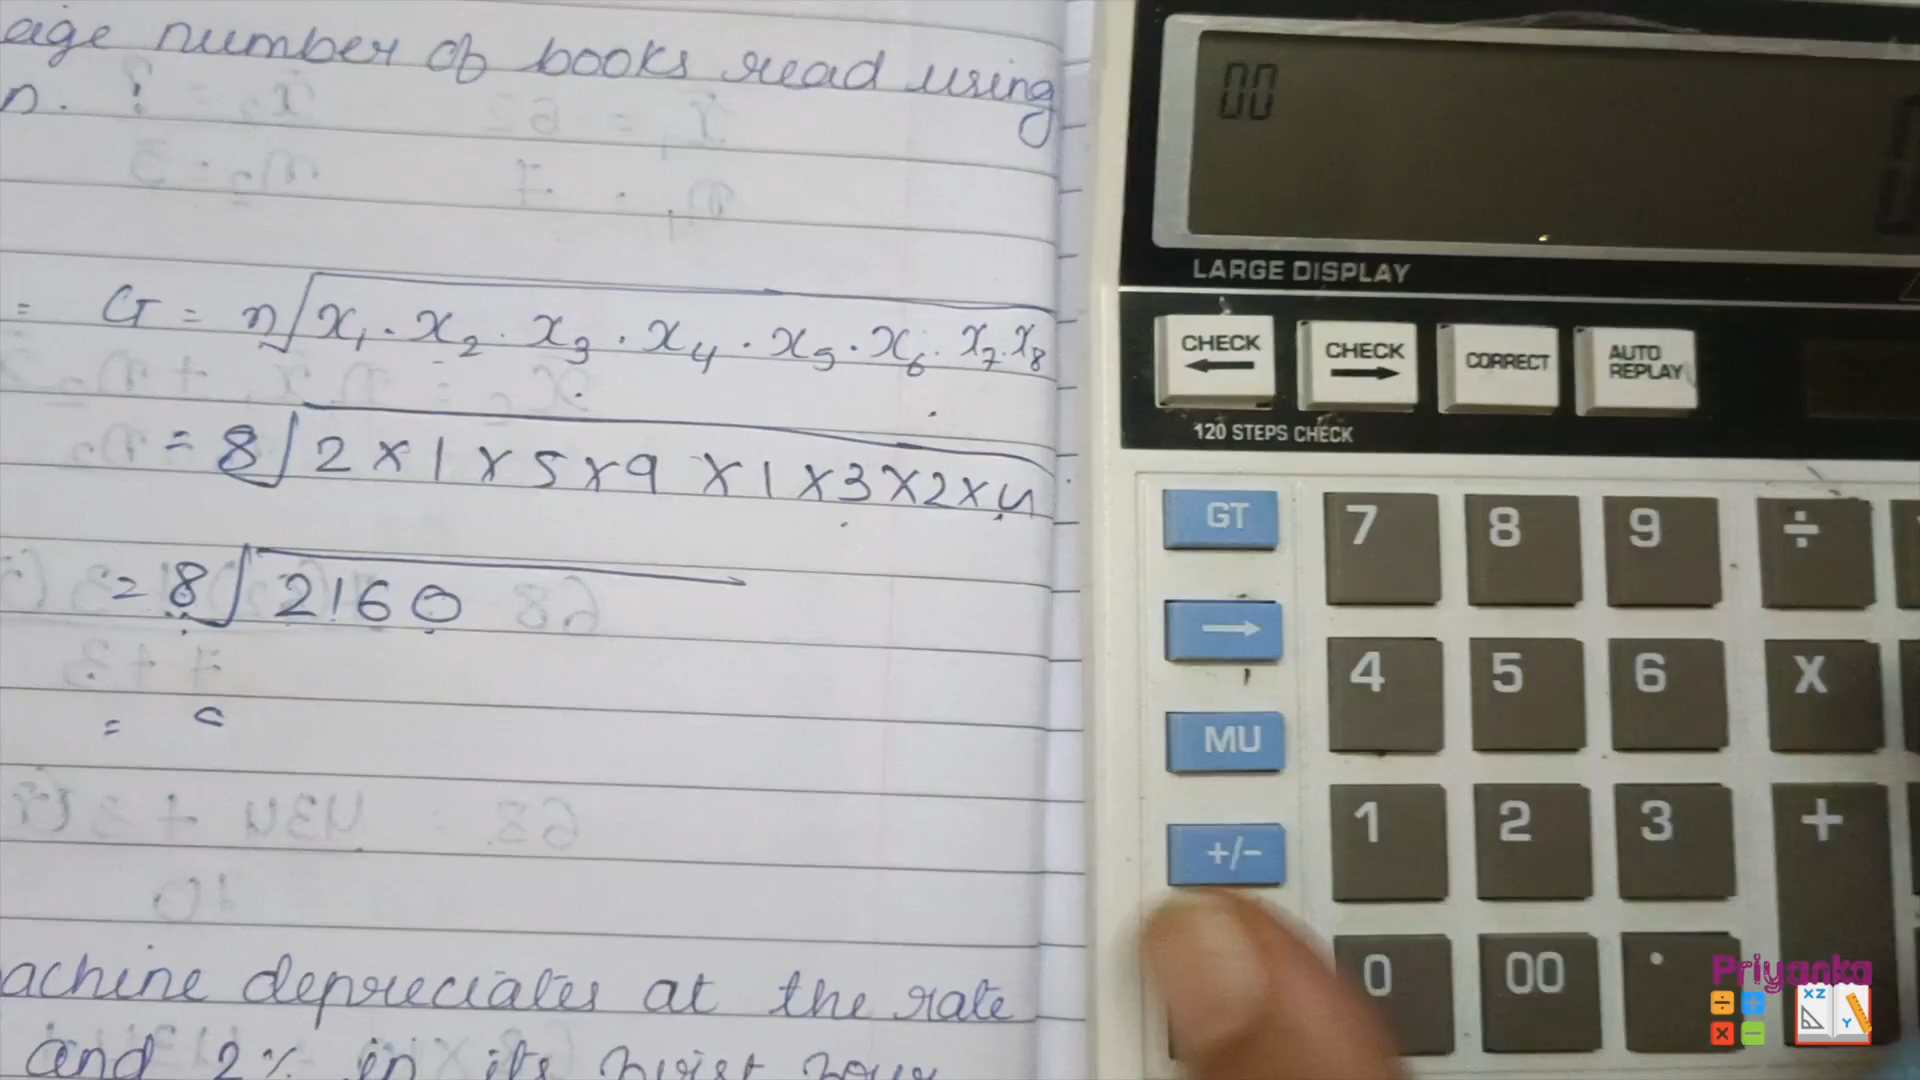 age number of books read using
n.
= G = n√x₁ . x₂ . x₃ . x₄ . x₅ . x₆ . x₇ . x₈
= 8√2 × 1 × 5 × 9 × 1 × 3 × 2 × 4
= 8√2160
=
achine depreciates at the rate
and 2% in its
00
LARGE DISPLAY
CHECK ← CHECK → CORRECT AUTO REPLAY
120 STEPS CHECK
GT 7 8 9 ÷
→ 4 5 6 X
MU 1 2 3 +
+/- 0 00 .
Priyanka
÷ + XZ
× − Y